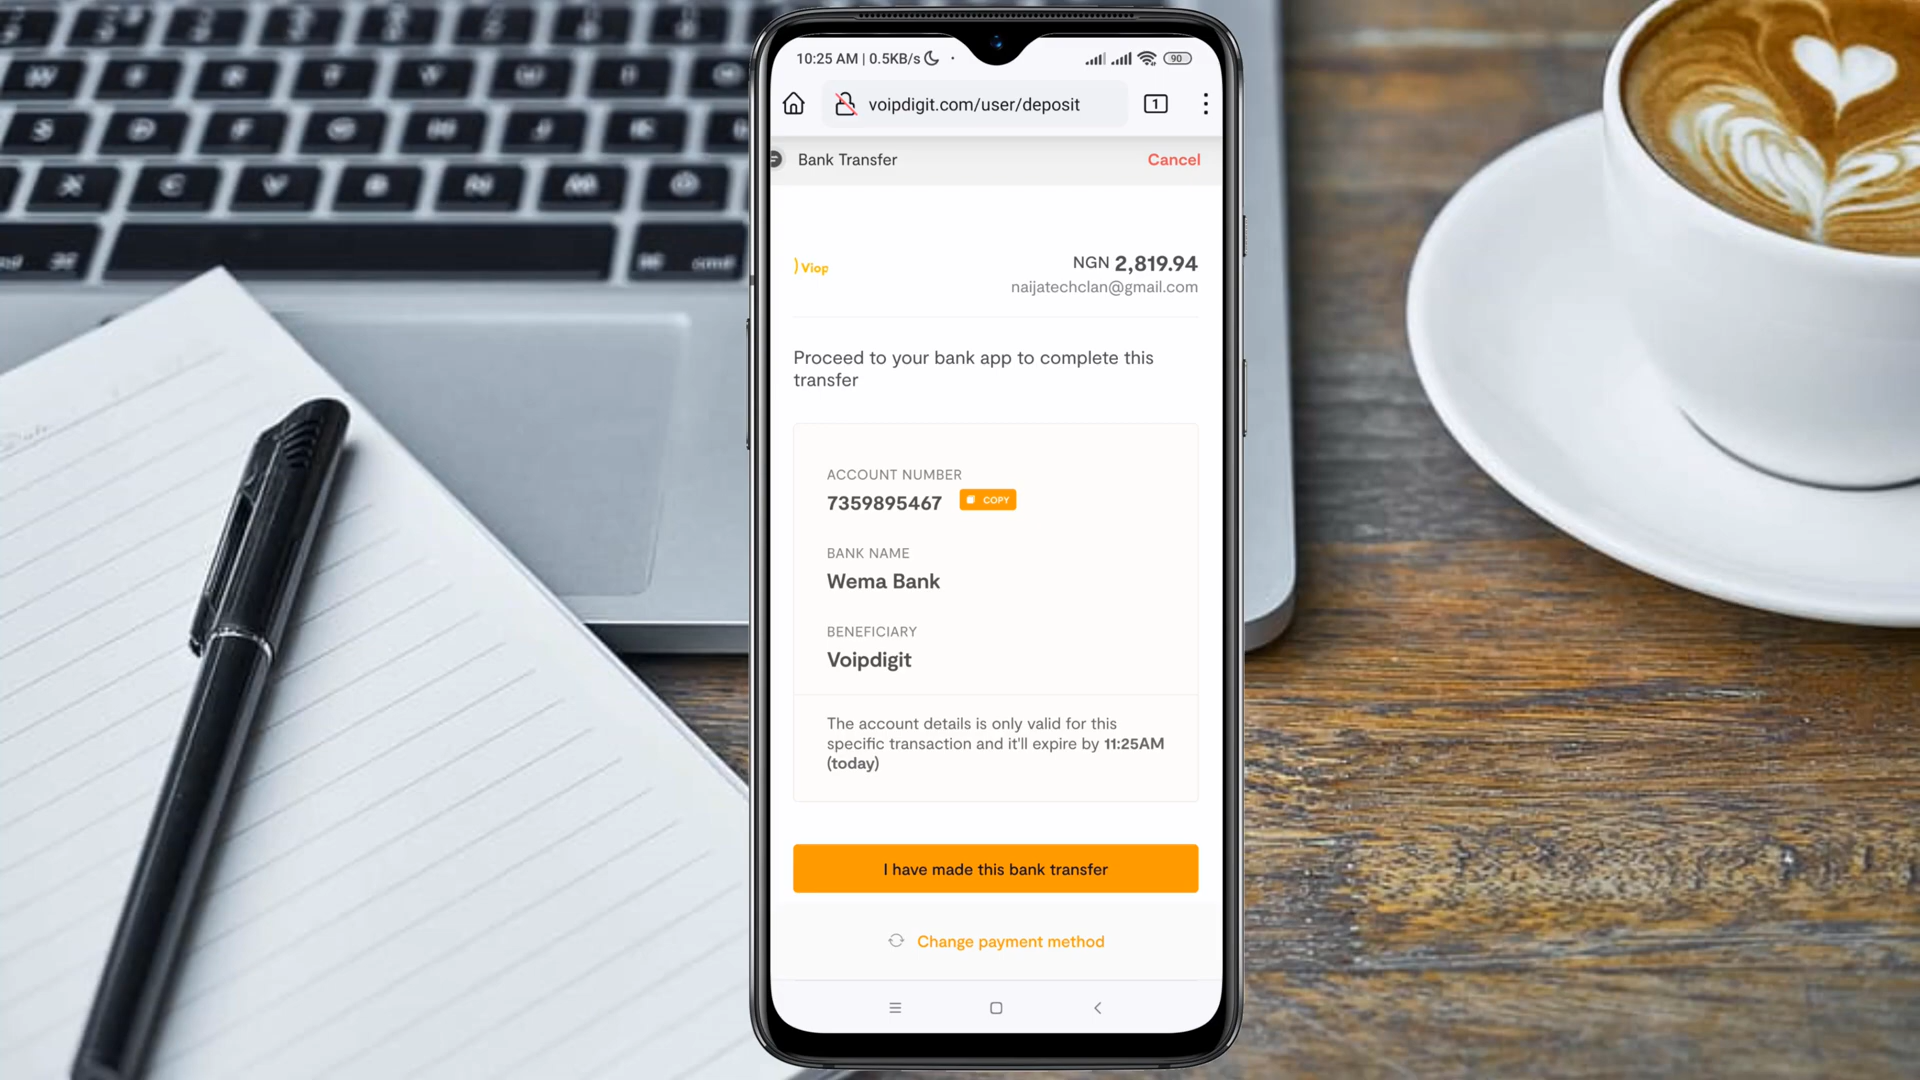 10:25 AM | 0.5KB/s
90
voipdigit.com/user/deposit
1
Bank Transfer
Cancel
Viop
NGN 2,819.94
naijatechclan@gmail.com
Proceed to your bank app to complete this
transfer
ACCOUNT NUMBER
7359895467
COPY
BANK NAME
Wema Bank
BENEFICIARY
Voipdigit
The account details is only valid for this
specific transaction and it'll expire by 11:25AM
(today)
I have made this bank transfer
Change payment method